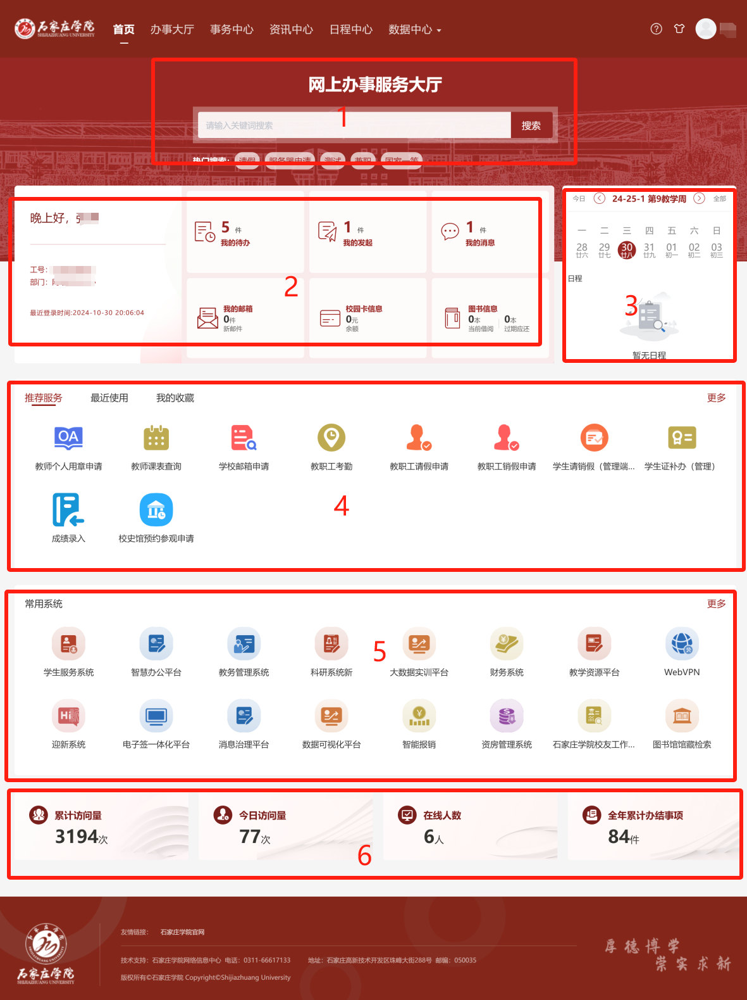 石家庄学院
SHIJIAZHUANG UNIVERSITY
首页 办事大厅 事务中心 资讯中心 日程中心 数据中心
网上办事服务大厅
请输入关键词搜索 搜索
1
热门搜索: 请假 服务器申请 测试 兼职 国家一等
晚上好,
工号:
部门:
最近登录时间:2024-10-30 20:06:04
5 件
我的待办
1 件
我的发起
1 件
我的消息
2
我的邮箱
0件
新邮件
校园卡信息
0元
余额
图书信息
0本 0本
当前借阅 过期应还
今日 24-25-1 第9教学周 全部
一 二 三 四 五 六 日
28 29 30 31 01 02 03
廿六 廿七 廿八 廿九 初一 初二 初三
日程
3
暂无日程
推荐服务 最近使用 我的收藏 更多
OA
教师个人用章申请 教师课表查询 学校邮箱申请 教职工考勤 教职工请假申请 教职工销假申请 学生请销假（管理端... 学生证补办（管理）
4
成绩录入 校史馆预约参观申请
常用系统 更多
5
学生服务系统 智慧办公平台 教务管理系统 科研系统新 大数据实训平台 财务系统 教学资源平台 WebVPN
Hi
迎新系统 电子签一体化平台 消息治理平台 数据可视化平台 智能报销 资房管理系统 石家庄学院校友工作... 图书馆馆藏检索
累计访问量
3194次
今日访问量
77次
在线人数
6人
全年累计办结事项
84件
6
石家庄学院
SHIJIAZHUANG UNIVERSITY
友情链接: 石家庄学院官网
技术支持: 石家庄学院网络信息中心 电话: 0311-66617133 地址: 石家庄高新技术开发区珠峰大街288号 邮编: 050035
版权所有©石家庄学院 Copyright©Shijiazhuang University
厚德博学
崇实求新